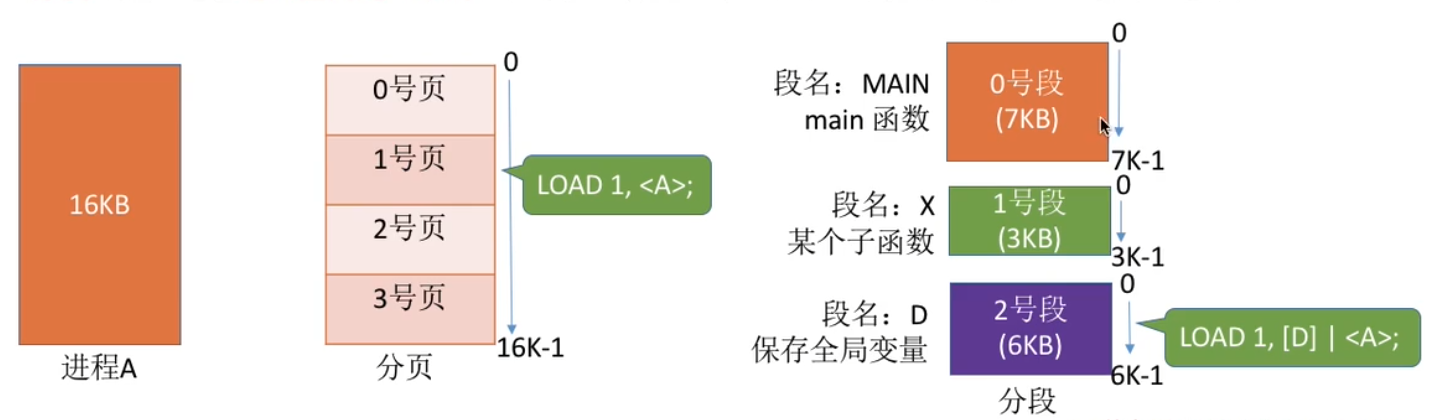 16KB
进程A
0号页
1号页
2号页
3号页
分页
0
16K-1
LOAD 1, <A>;
段名：MAIN
main 函数
0号段
(7KB)
0
7K-1
段名：X
某个子函数
1号段
(3KB)
0
3K-1
段名：D
保存全局变量
2号段
(6KB)
0
6K-1
LOAD 1, [D] | <A>;
分段